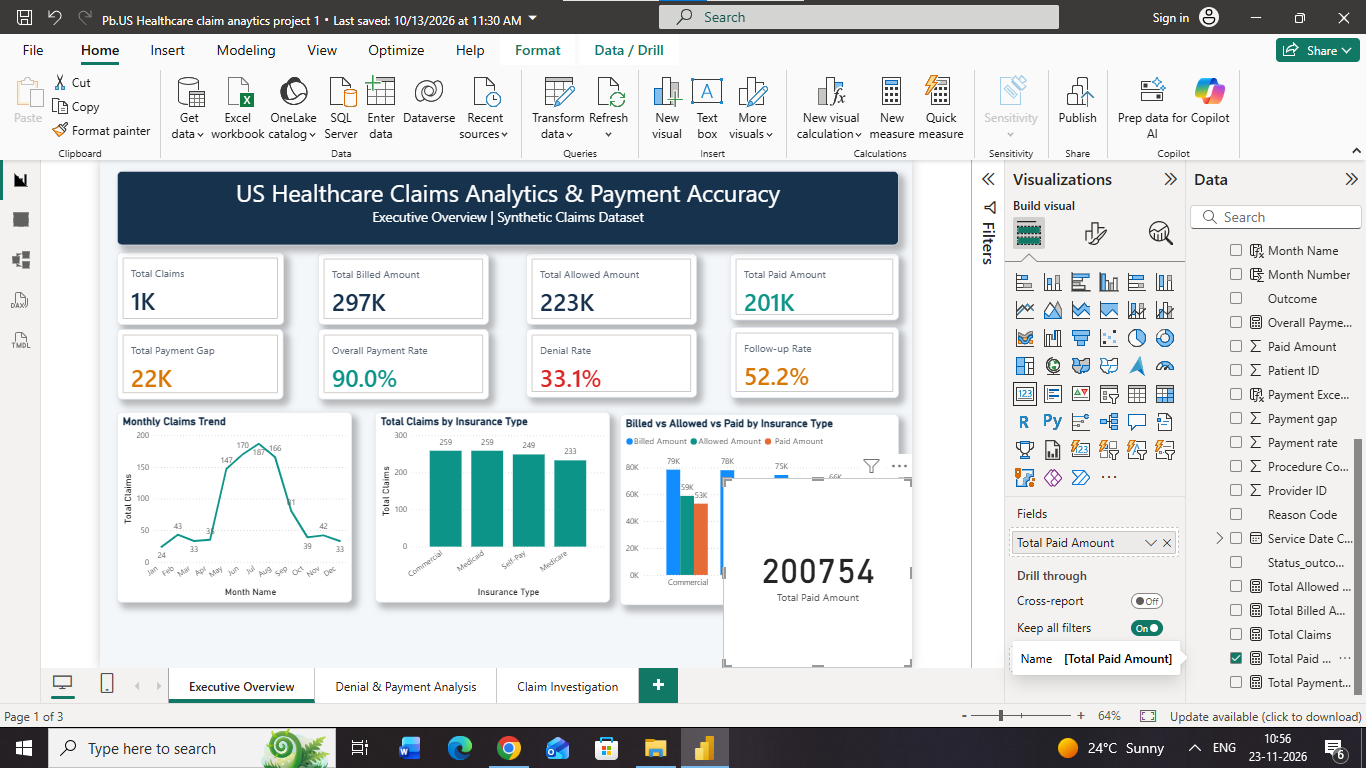 Pb.US Healthcare claim anaytics project 1 • Last saved: 10/13/2026 at 11:30 AM
Search
Sign in
File Home Insert Modeling View Optimize Help Format Data / Drill
Share
Paste
Cut
Copy
Format painter
Get data
Excel workbook
OneLake catalog
SQL Server
Enter data
Dataverse
Recent sources
Transform data
Refresh
New visual
Text box
More visuals
New visual calculation
New measure
Quick measure
Sensitivity
Publish
Prep data for AI
Copilot
Clipboard Data Queries Insert Calculations Sensitivity Share Copilot
DAX
TMDL
US Healthcare Claims Analytics & Payment Accuracy
Executive Overview | Synthetic Claims Dataset
Total Claims
1K
Total Billed Amount
297K
Total Allowed Amount
223K
Total Paid Amount
201K
Total Payment Gap
22K
Overall Payment Rate
90.0%
Denial Rate
33.1%
Follow-up Rate
52.2%
Monthly Claims Trend
Total Claims
200
150
100
50
0
24 43 33 147 170 187 166 39 42 33
Jan Feb Mar Apr May Jun Jul Aug Sep Oct Nov Dec
Month Name
Total Claims by Insurance Type
Total Claims
300
200
100
0
259 259 249 233
Commercial Medicaid Self-Pay Medicare
Insurance Type
Billed vs Allowed vs Paid by Insurance Type
Billed Amount Allowed Amount Paid Amount
80K
60K
40K
20K
0K
79K 59K 53K 78K 75K
Commercial
200754
Total Paid Amount
Filters
Visualizations
Build visual
123
R Py
Fields
Total Paid Amount
Drill through
Cross-report
Off
Keep all filters
On
Name [Total Paid Amount]
Data
Search
Month Name
Month Number
Outcome
Overall Payme...
Paid Amount
Patient ID
Payment Exce...
Payment gap
Payment rate
Procedure Co...
Provider ID
Reason Code
Service Date C...
Status_outco...
Total Allowed ...
Total Billed A...
Total Claims
Total Paid ...
Total Payment...
Executive Overview
Denial & Payment Analysis
Claim Investigation
Page 1 of 3
64%
Update available (click to download)
Type here to search
24°C Sunny
ENG
10:56
23-11-2026
6